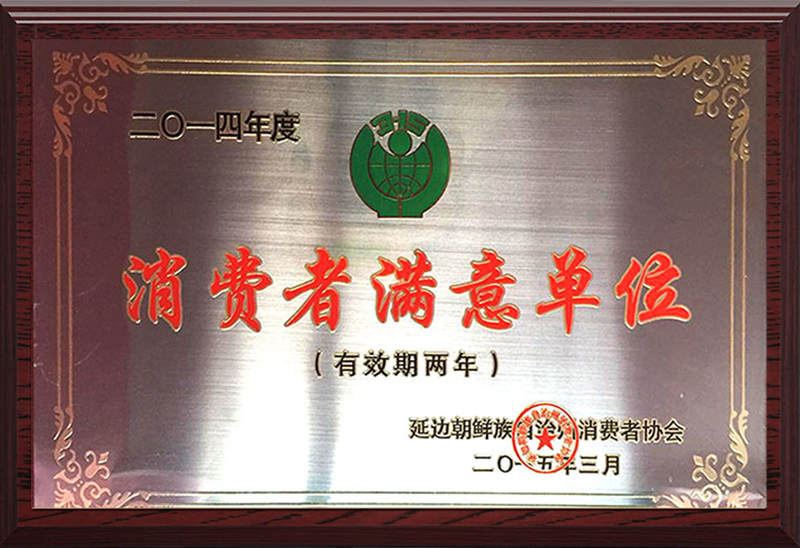 二〇一四年度
消费者满意单位
（有效期两年）
延边朝鲜族自治州消费者协会
二〇一五年三月